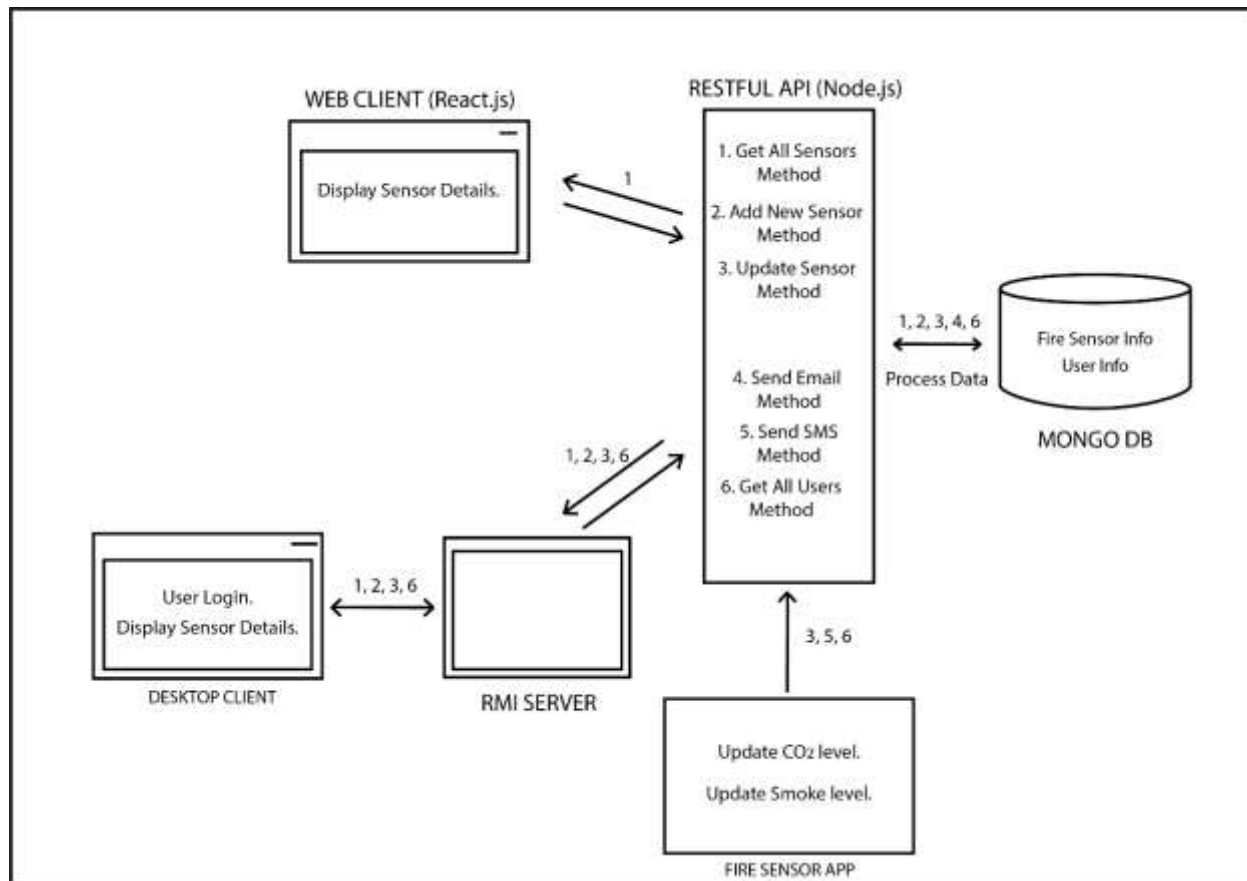 WEB CLIENT (React.js)
Display Sensor Details.
1
RESTFUL API (Node.js)
1. Get All Sensors
Method
2. Add New Sensor
Method
3. Update Sensor
Method
4. Send Email
Method
5. Send SMS
Method
6. Get All Users
Method
1, 2, 3, 4, 6
Process Data
Fire Sensor Info
User Info
MONGO DB
1, 2, 3, 6
User Login.
Display Sensor Details.
DESKTOP CLIENT
1, 2, 3, 6
RMI SERVER
3, 5, 6
Update CO2 level.
Update Smoke level.
FIRE SENSOR APP